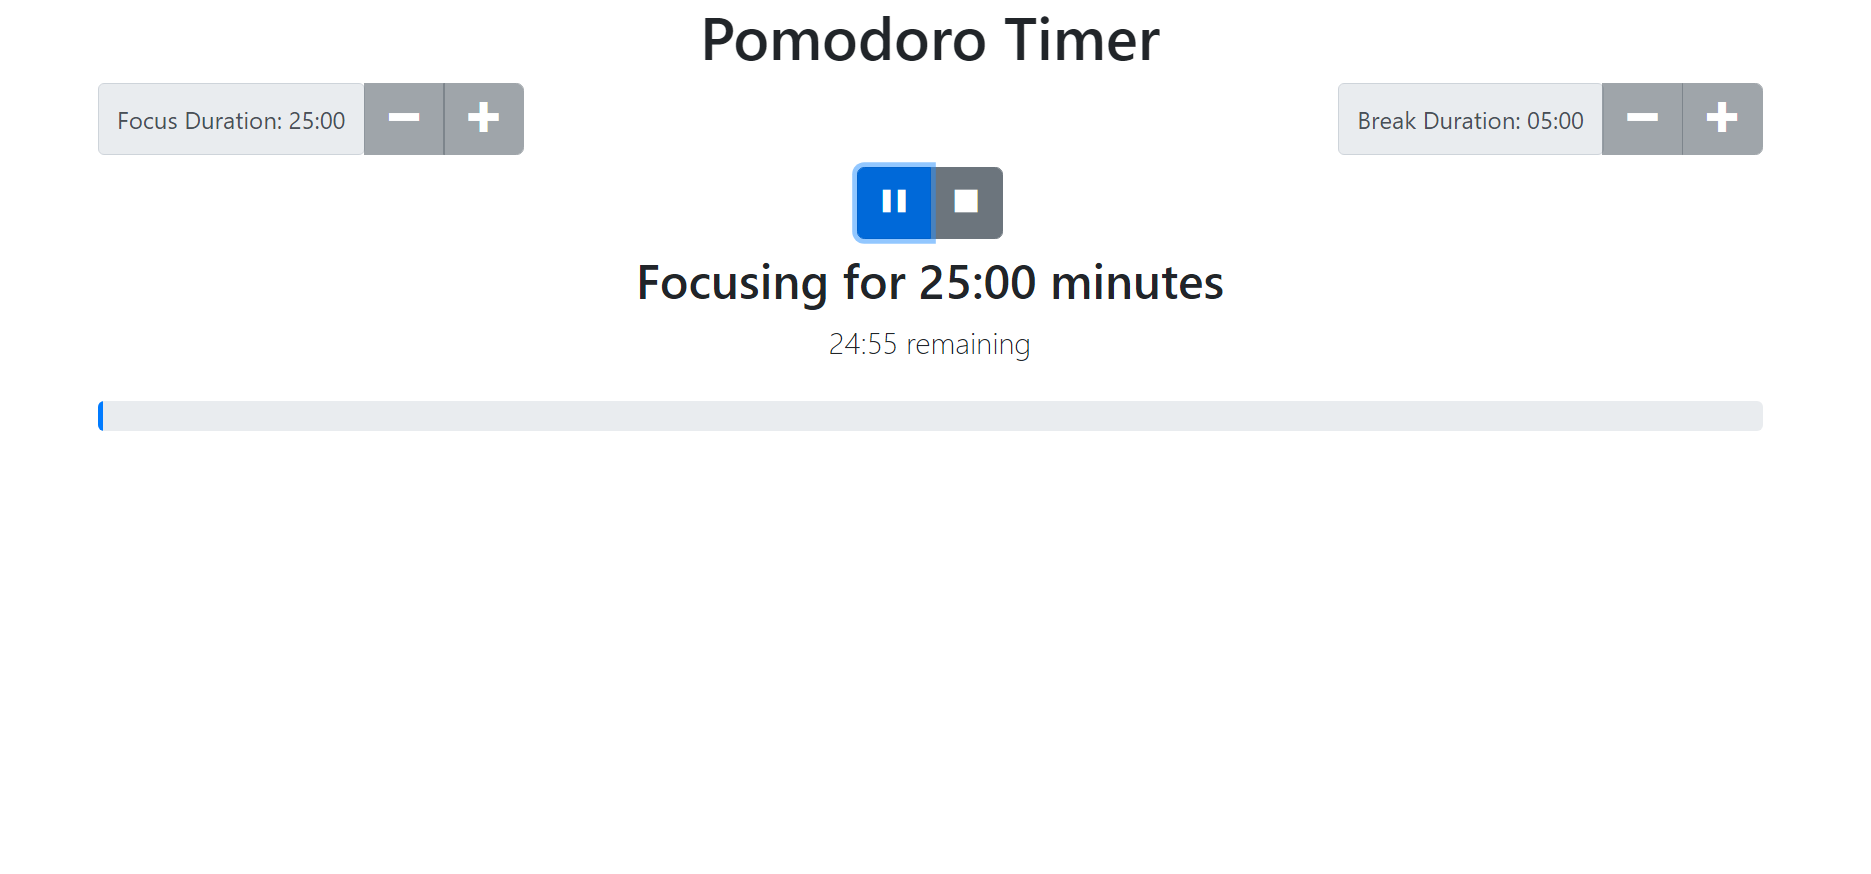 Pomodoro Timer
Focus Duration: 25:00
Break Duration: 05:00
Focusing for 25:00 minutes
24:55 remaining